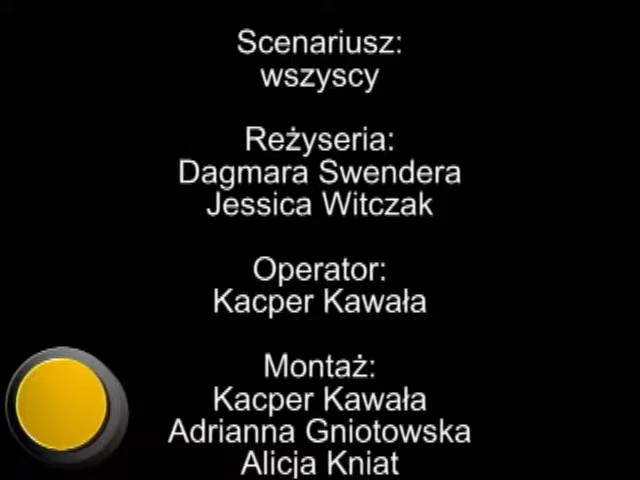 Scenariusz:
wszyscy
Reżyseria:
Dagmara Swendera
Jessica Witczak
Operator:
Kacper Kawała
Montaż:
Kacper Kawała
Adrianna Gniotowska
Alicja Kniat